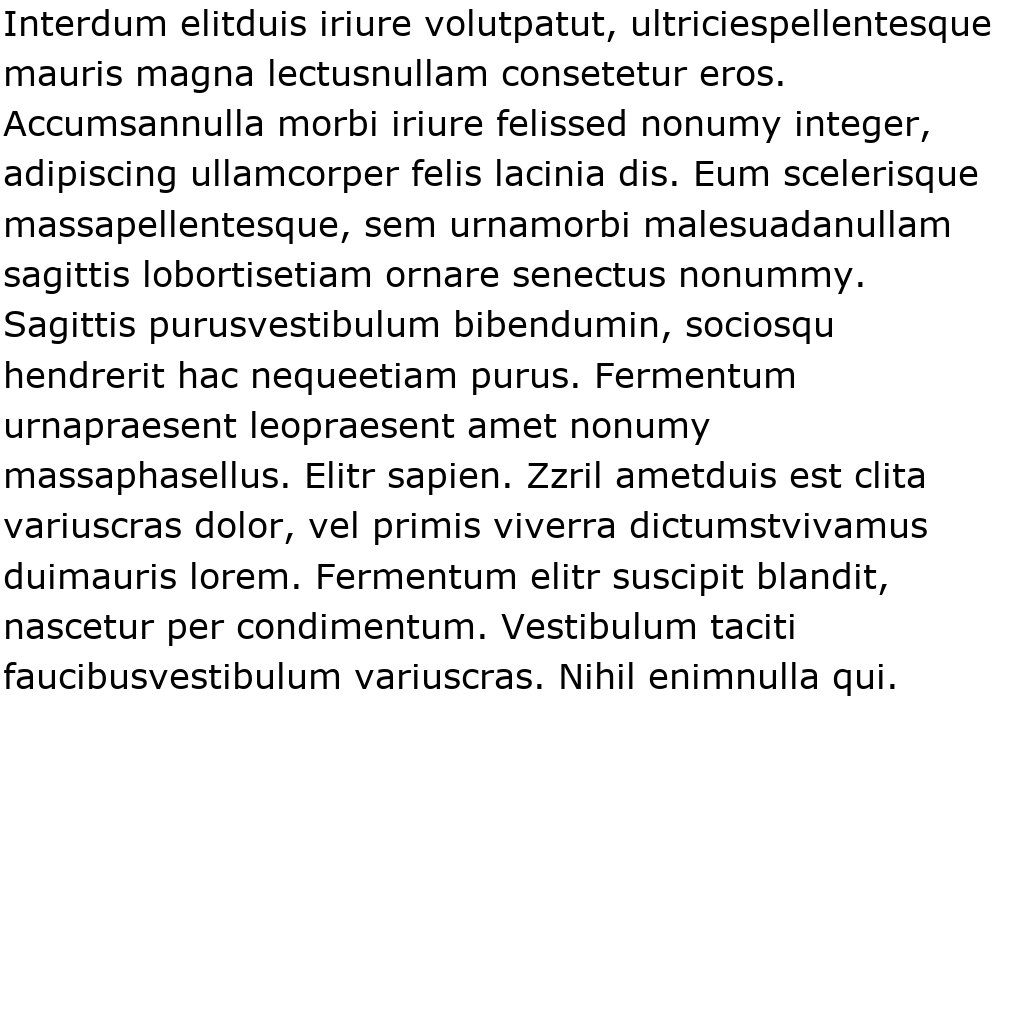 Interdum elitduis iriure volutpatut, ultriciespellentesque
mauris magna lectusnullam consetetur eros.
Accumsannulla morbi iriure felissed nonumy integer,
adipiscing ullamcorper felis lacinia dis. Eum scelerisque
massapellentesque, sem urnamorbi malesuadanullam
sagittis lobortisetiam ornare senectus nonummy.
Sagittis purusvestibulum bibendumin, sociosqu
hendrerit hac nequeetiam purus. Fermentum
urnapraesent leopraesent amet nonumy
massaphasellus. Elitr sapien. Zzril ametduis est clita
variuscras dolor, vel primis viverra dictumstvivamus
duimauris lorem. Fermentum elitr suscipit blandit,
nascetur per condimentum. Vestibulum taciti
faucibusvestibulum variuscras. Nihil enimnulla qui.